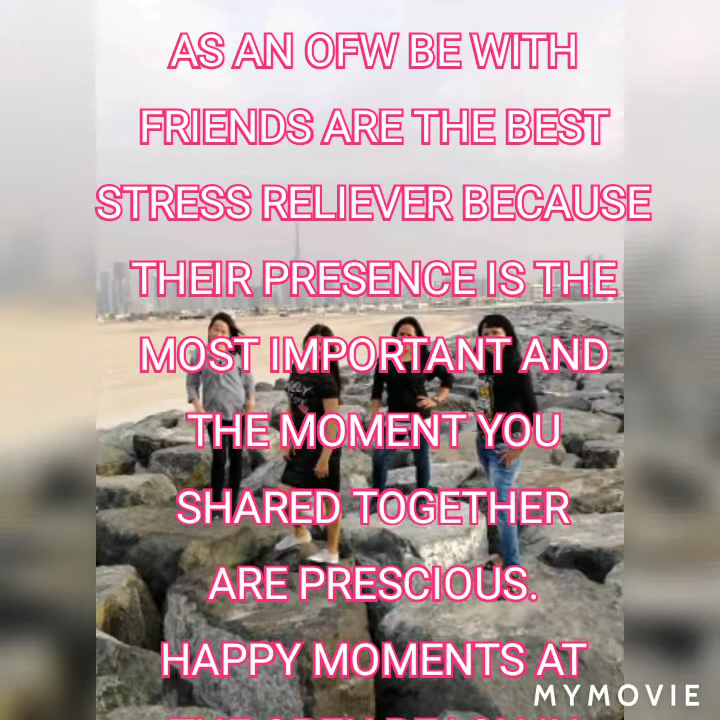 AS AN OFW BE WITH
FRIENDS ARE THE BEST
STRESS RELIEVER BECAUSE
THEIR PRESENCE IS THE
MOST IMPORTANT AND
THE MOMENT YOU
SHARED TOGETHER
ARE PRESCIOUS.
HAPPY MOMENTS AT
MYMOVIE